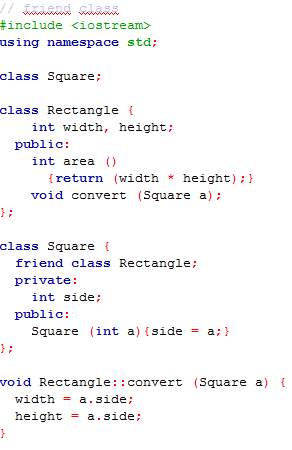 // friend class
#include <iostream>
using namespace std;
class Square;
class Rectangle {
int width, height;
public:
int area ()
{return (width * height);}
void convert (Square a);
};
class Square {
friend class Rectangle;
private:
int side;
public:
Square (int a){side = a;}
};
void Rectangle::convert (Square a) {
width = a.side;
height = a.side;
}